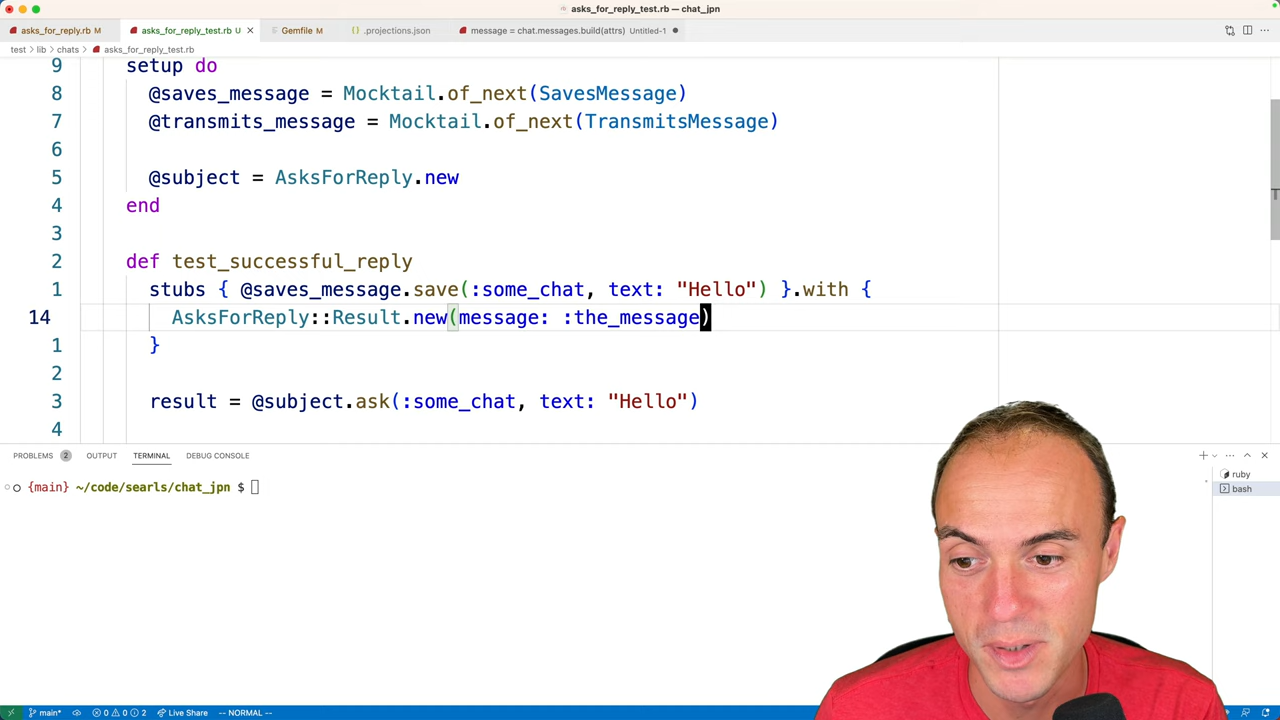 asks_for_reply_test.rb — chat_jpn
asks_for_reply.rb M
asks_for_reply_test.rb U
Gemfile M
.projections.json
message = chat.messages.build(attrs) Untitled-1
test › lib › chats › asks_for_reply_test.rb
9 setup do
8 @saves_message = Mocktail.of_next(SavesMessage)
7 @transmits_message = Mocktail.of_next(TransmitsMessage)
6
5 @subject = AsksForReply.new
4 end
3
2 def test_successful_reply
1 stubs { @saves_message.save(:some_chat, text: "Hello") }.with {
14 AsksForReply::Result.new(message: :the_message)
1 }
2
3 result = @subject.ask(:some_chat, text: "Hello")
4
PROBLEMS 2 OUTPUT TERMINAL DEBUG CONSOLE
ruby
{main} ~/code/searls/chat_jpn $
bash
main* 0 0 2 Live Share -- NORMAL --